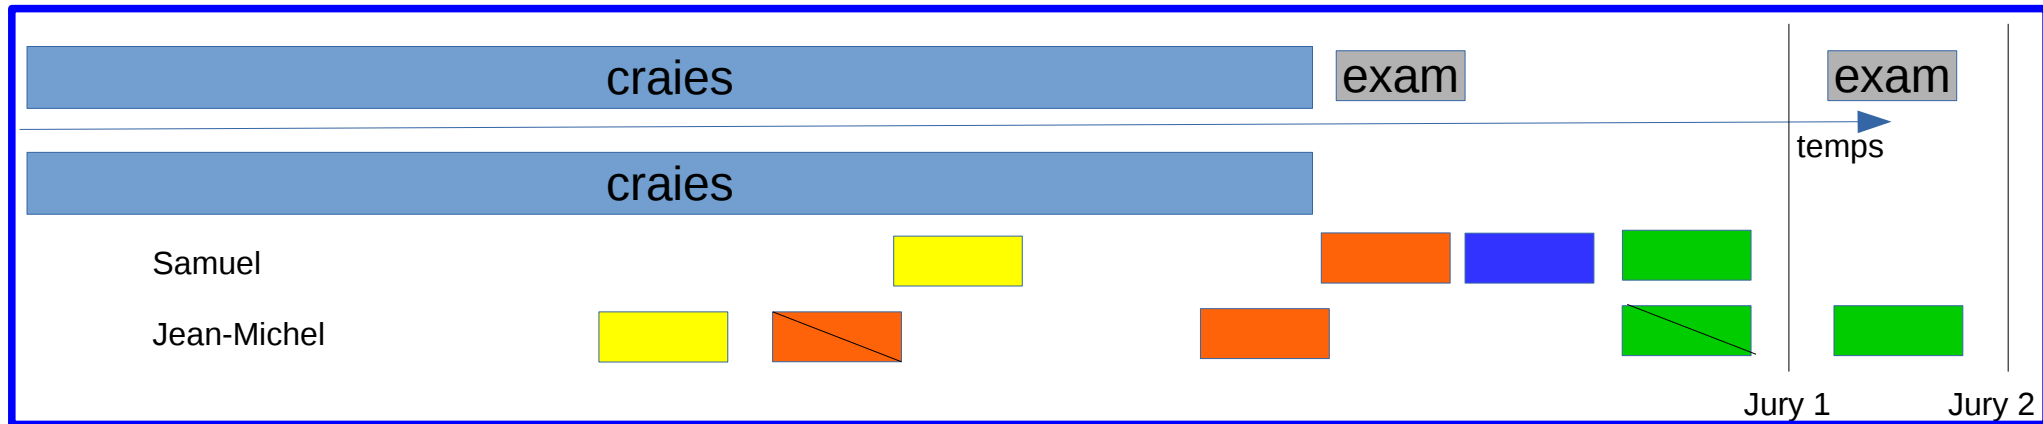 craies
exam
exam
temps
craies
Samuel
Jean-Michel
Jury 1
Jury 2